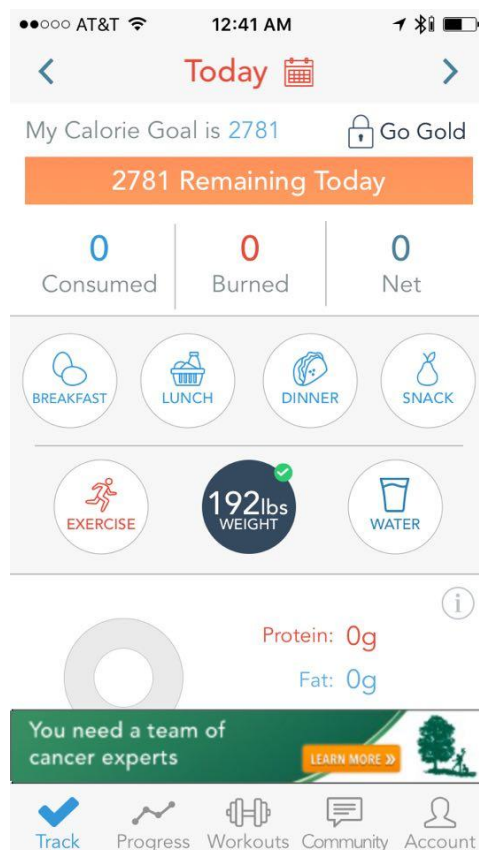 AT&T 12:41 AM
Today
My Calorie Goal is 2781 Go Gold
2781 Remaining Today
0 0 0
Consumed Burned Net
BREAKFAST LUNCH DINNER SNACK
EXERCISE 192lbs WEIGHT WATER
i
Protein: 0g
Fat: 0g
You need a team of
cancer experts
LEARN MORE »
Track Progress Workouts Community Account